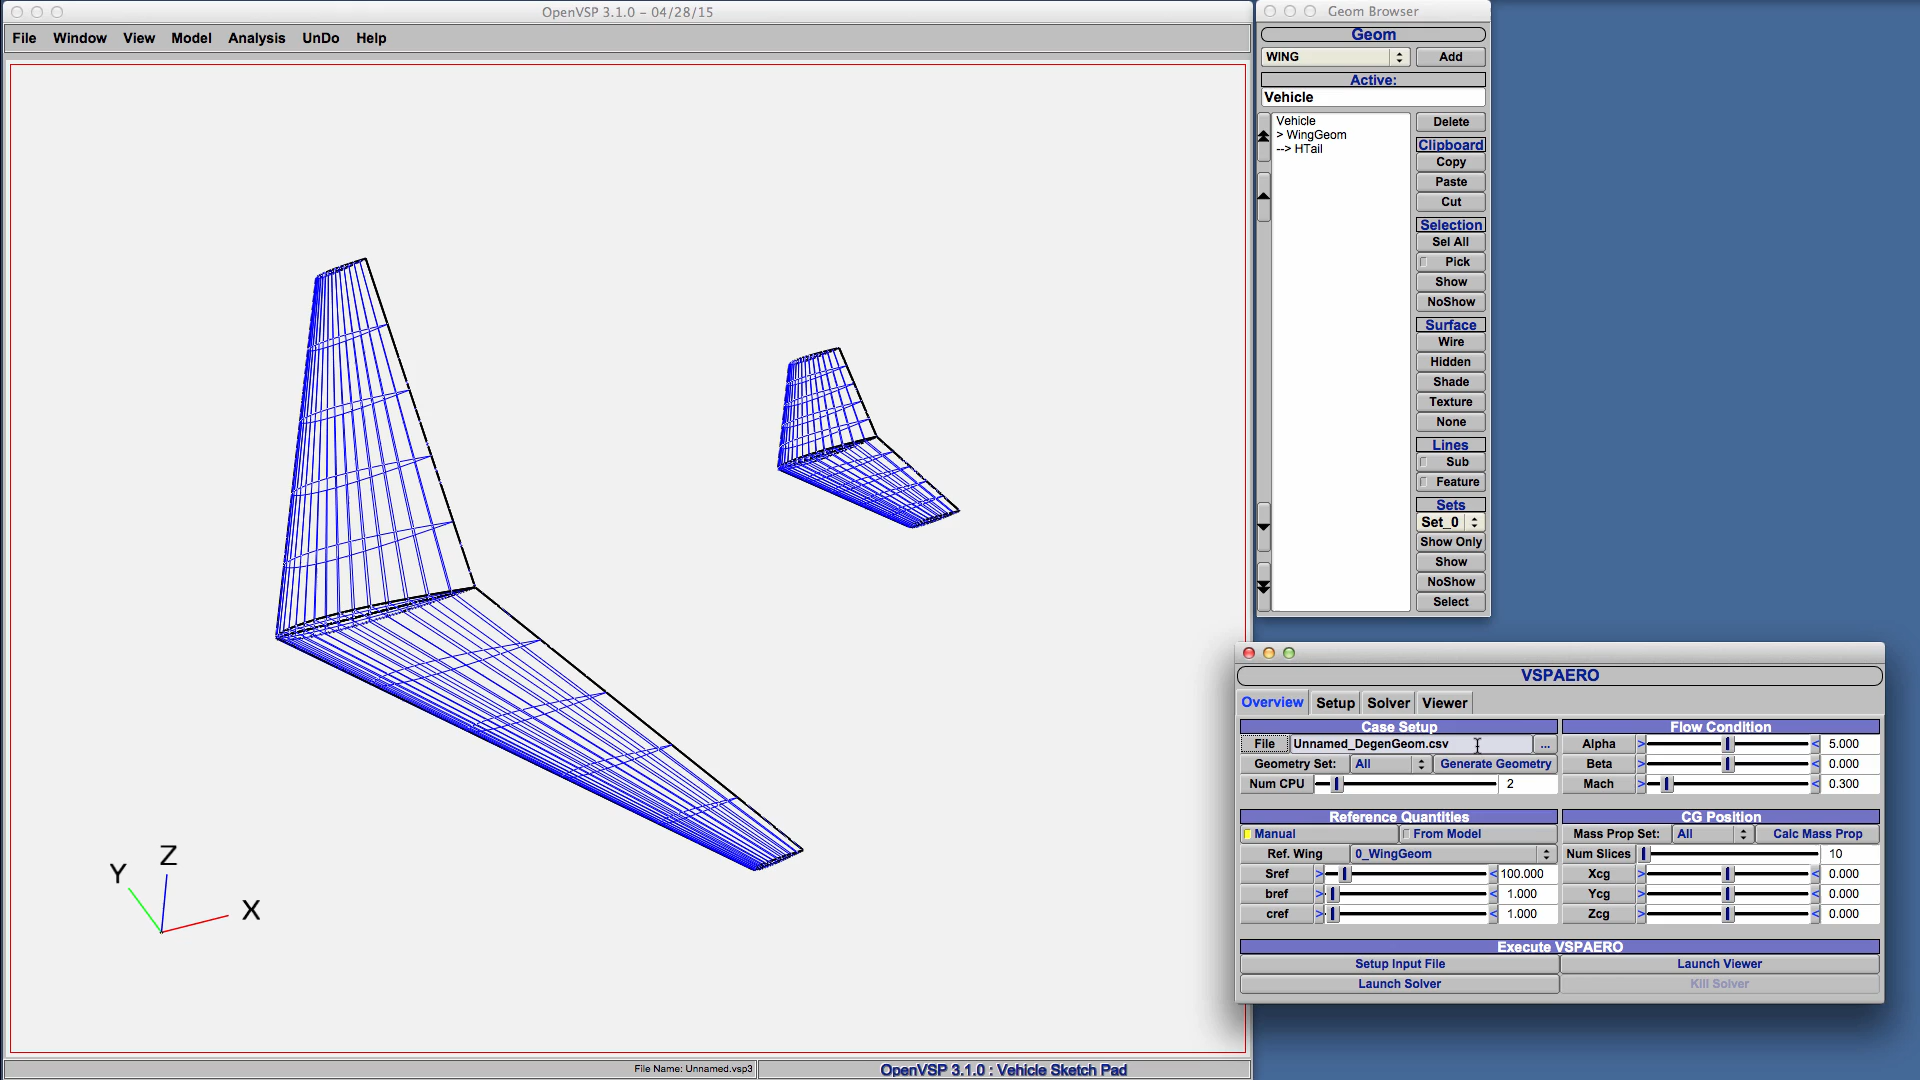 OpenVSP 3.1.0 - 04/28/15
File Window View Model Analysis UnDo Help
Z
Y
X
File Name: Unnamed.vsp3
OpenVSP 3.1.0 : Vehicle Sketch Pad
Geom Browser
Geom
WING Add
Active:
Vehicle
Vehicle
> WingGeom
--> HTail
Delete
Clipboard
Copy
Paste
Cut
Selection
Sel All
Pick
Show
NoShow
Surface
Wire
Hidden
Shade
Texture
None
Lines
Sub
Feature
Sets
Set_0
Show Only
Show
NoShow
Select
VSPAERO
Overview Setup Solver Viewer
Case Setup
File Unnamed_DegenGeom.csv ...
Geometry Set: All Generate Geometry
Num CPU 2
Flow Condition
Alpha > < 5.000
Beta > < 0.000
Mach > < 0.300
Reference Quantities
Manual From Model
Ref. Wing 0_WingGeom
Sref > < 100.000
bref > < 1.000
cref > < 1.000
CG Position
Mass Prop Set: All Calc Mass Prop
Num Slices 10
Xcg > < 0.000
Ycg > < 0.000
Zcg > < 0.000
Execute VSPAERO
Setup Input File Launch Viewer
Launch Solver Kill Solver